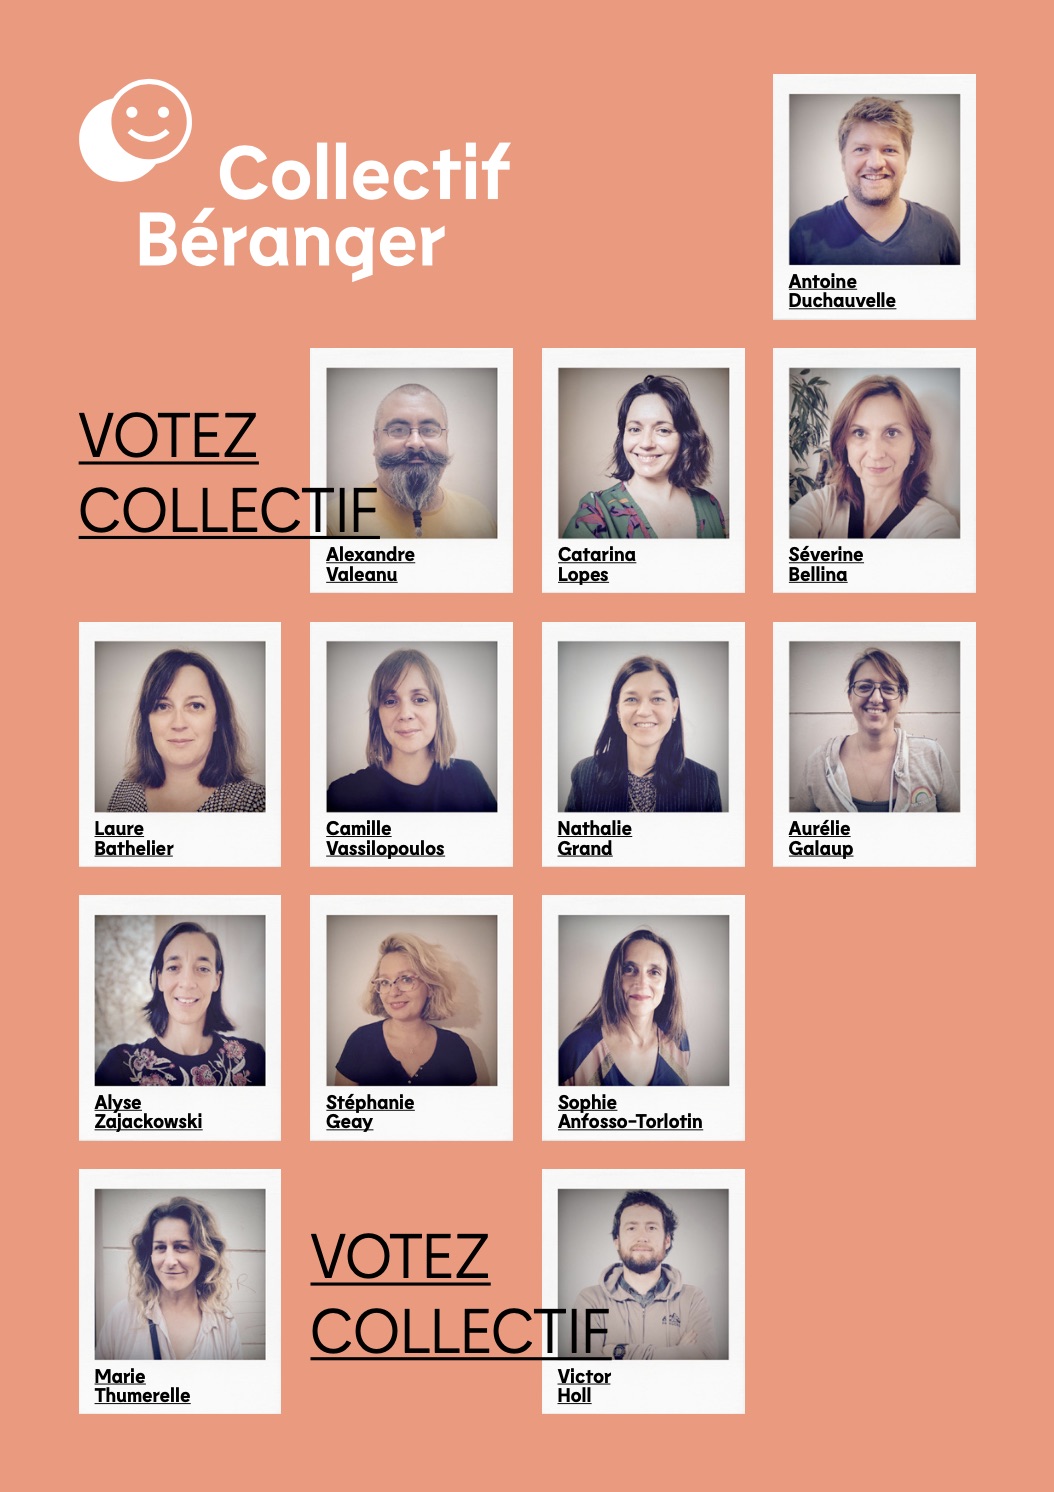 Collectif
Béranger
Antoine
Duchauvelle
VOTEZ
COLLECTIF
Alexandre
Valeanu
Catarina
Lopes
Séverine
Bellina
Laure
Bathelier
Camille
Vassilopoulos
Nathalie
Grand
Aurélie
Galaup
Alyse
Zajackowski
Stéphanie
Geay
Sophie
Anfosso-Torlotin
Marie
Thumerelle
VOTEZ
COLLECTIF
Victor
Holl